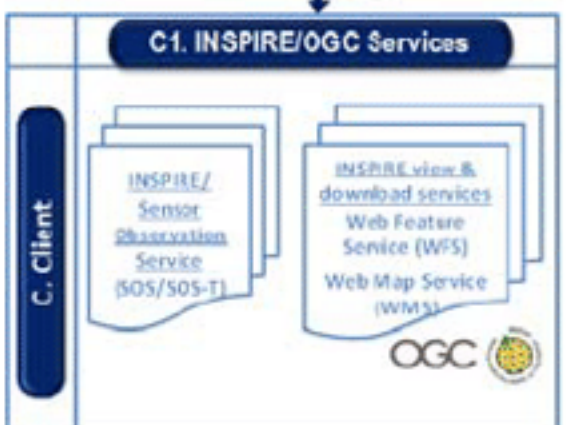 C1. INSPIRE/OGC Services
C. Client
INSPIRE/
Sensor
Observation
Service
(SOS/SOS-T)
INSPIRE view &
download services
Web Feature
Service (WFS)
Web Map Service
(WMS)
OGC